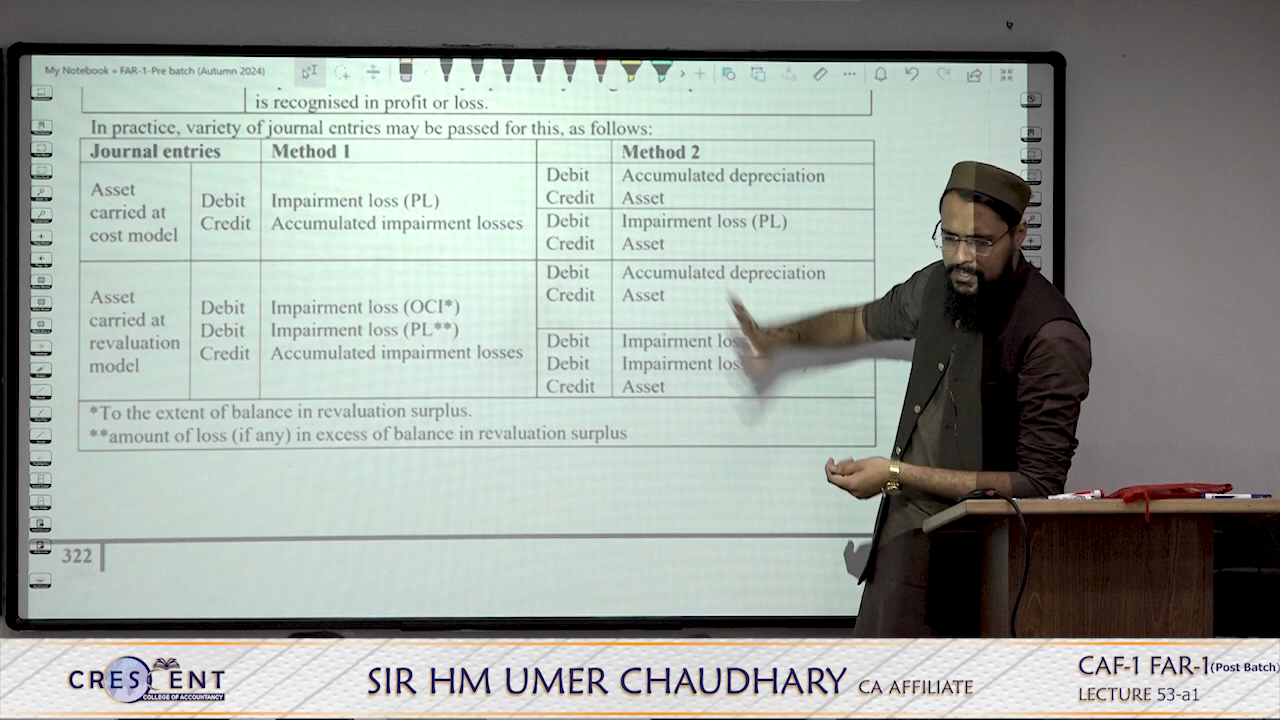 My Notebook » FAR-1-Pre batch (Autumn 2024)
is recognised in profit or loss.
In practice, variety of journal entries may be passed for this, as follows:
Journal entries Method 1 Method 2
Asset carried at cost model
Debit Impairment loss (PL)
Credit Accumulated impairment losses
Debit Accumulated depreciation
Credit Asset
Debit Impairment loss (PL)
Credit Asset
Asset carried at revaluation model
Debit Impairment loss (OCI*)
Debit Impairment loss (PL**)
Credit Accumulated impairment losses
Debit Accumulated depreciation
Credit Asset
Debit Impairment
Debit Impairment
Credit Asset
*To the extent of balance in revaluation surplus.
**amount of loss (if any) in excess of balance in revaluation surplus
322
CRESCENT
COLLEGE OF ACCOUNTANCY
SIR HM UMER CHAUDHARY CA AFFILIATE
CAF-1 FAR-1(Post Batch)
LECTURE 53-a1